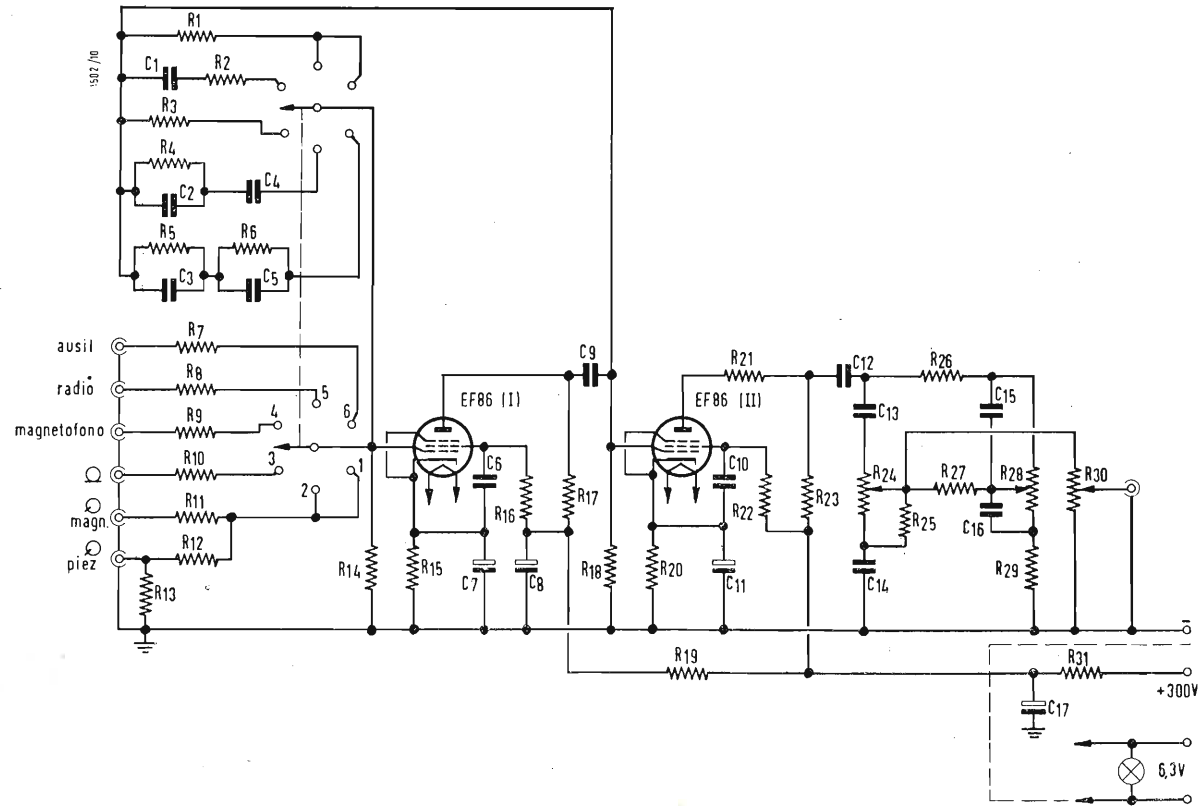 R1
1502/10
C1
R2
R3
R4
C2
C4
R5
R6
C3
C5
ausil
R7
radio
R8
5
magnetofono
R9
4
6
3
R10
1
magn.
R11
2
piez
R12
R13
R14
EF86 (I)
C6
R16
R15
C7
C8
C9
R17
R18
EF86 (II)
R21
C10
R22
R23
R20
C11
R19
C12
R26
C13
C15
R24
R27
R28
R30
R25
C16
C14
R29
-
R31
+300V
C17
6,3V